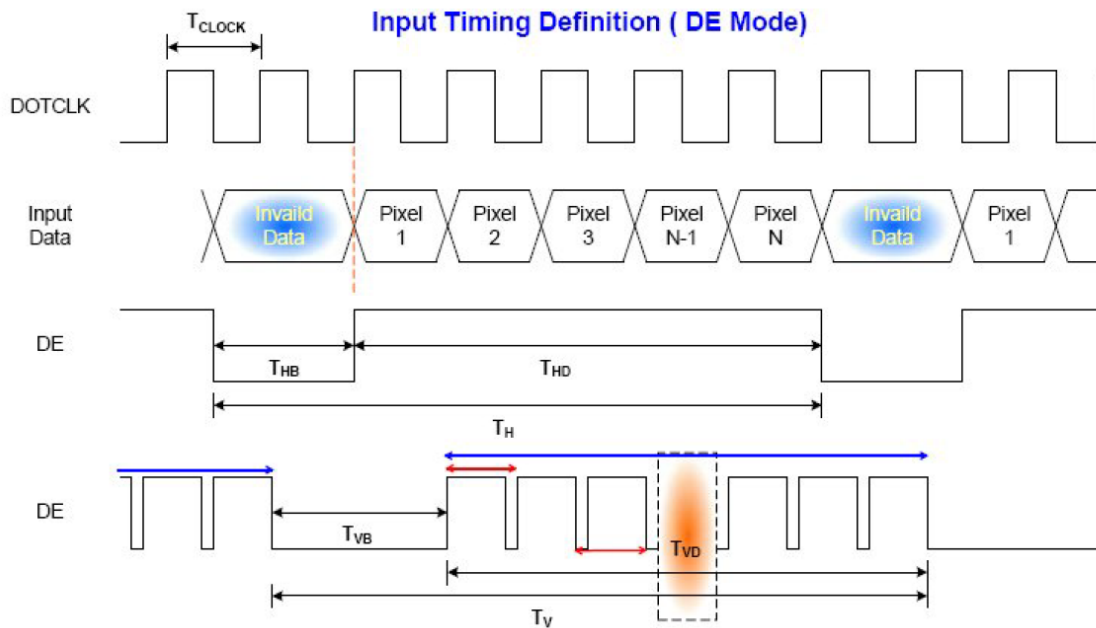 Input Timing Definition ( DE Mode)
TCLOCK
DOTCLK
Input
Data
Invaild
Data
Pixel
1
Pixel
2
Pixel
3
Pixel
N-1
Pixel
N
Invaild
Data
Pixel
1
DE
THB
THD
TH
DE
TVB
TVD
TV